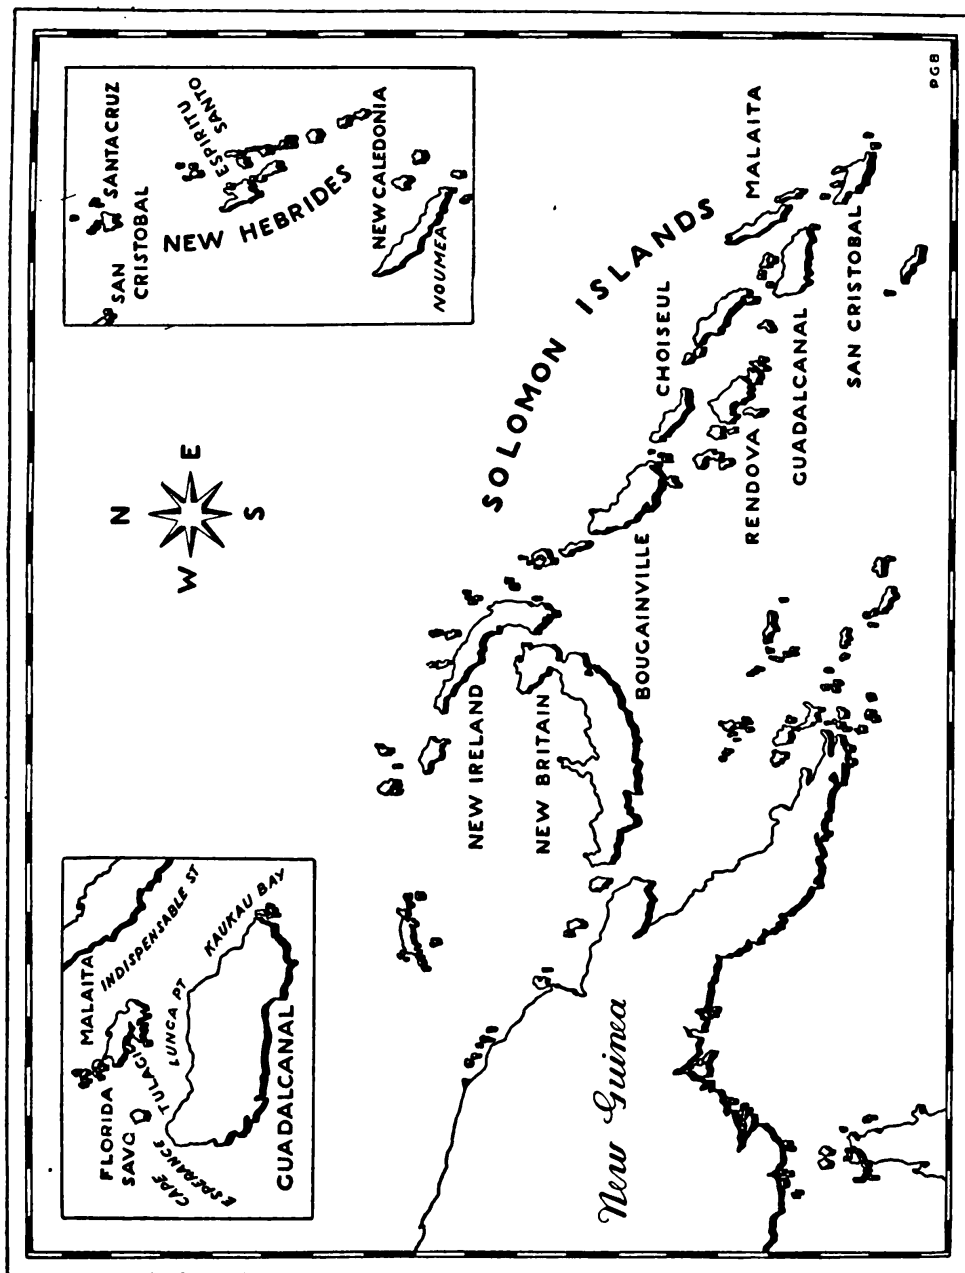 FLORIDA
SAVO
MALAITA
INDISPENSABLE ST
TULAGI
LUNGA PT
KAUKAU BAY
CAPE
ESPERANCE
GUADALCANAL
N
W E
S
SAN
CRISTOBAL
SANTACRUZ
ESPIRITU
SANTO
NEW HEBRIDES
NEW CALEDONIA
NOUMEA
SOLOMON ISLANDS
NEW IRELAND
NEW BRITAIN
BOUGAINVILLE
CHOISEUL
MALAITA
RENDOVA
GUADALCANAL
SAN CRISTOBAL
New Guinea
PGB